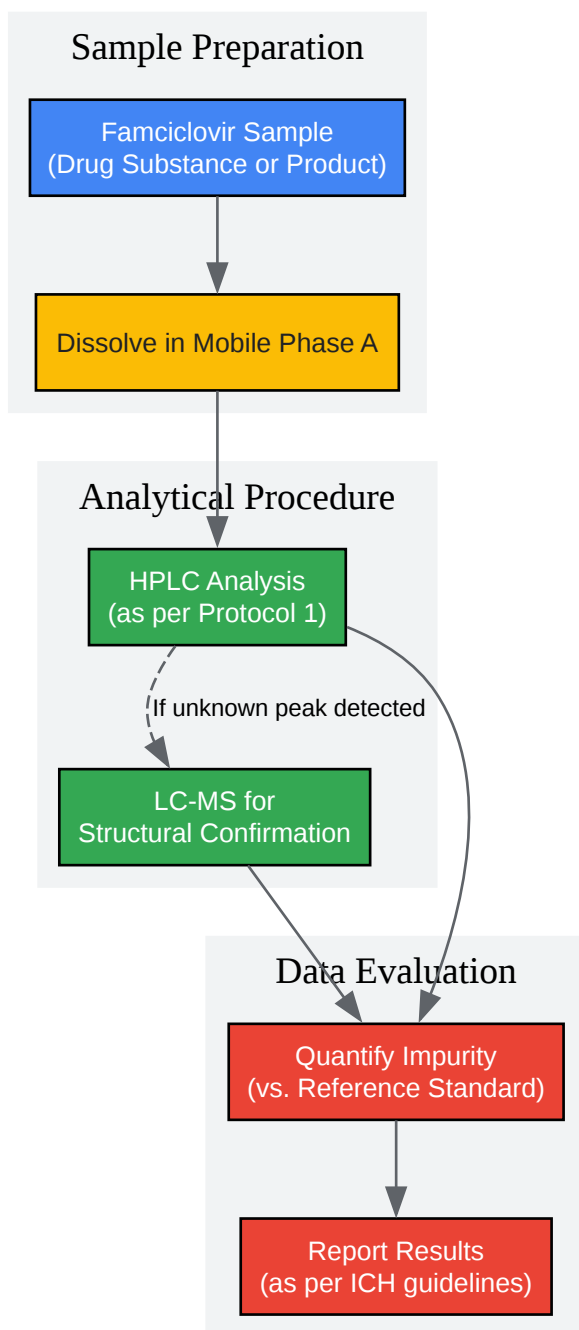 Sample Preparation
Famciclovir Sample
(Drug Substance or Product)
Dissolve in Mobile Phase A
Analytical Procedure
HPLC Analysis
(as per Protocol 1)
If unknown peak detected
LC-MS for
Structural Confirmation
Data Evaluation
Quantify Impurity
(vs. Reference Standard)
Report Results
(as per ICH guidelines)